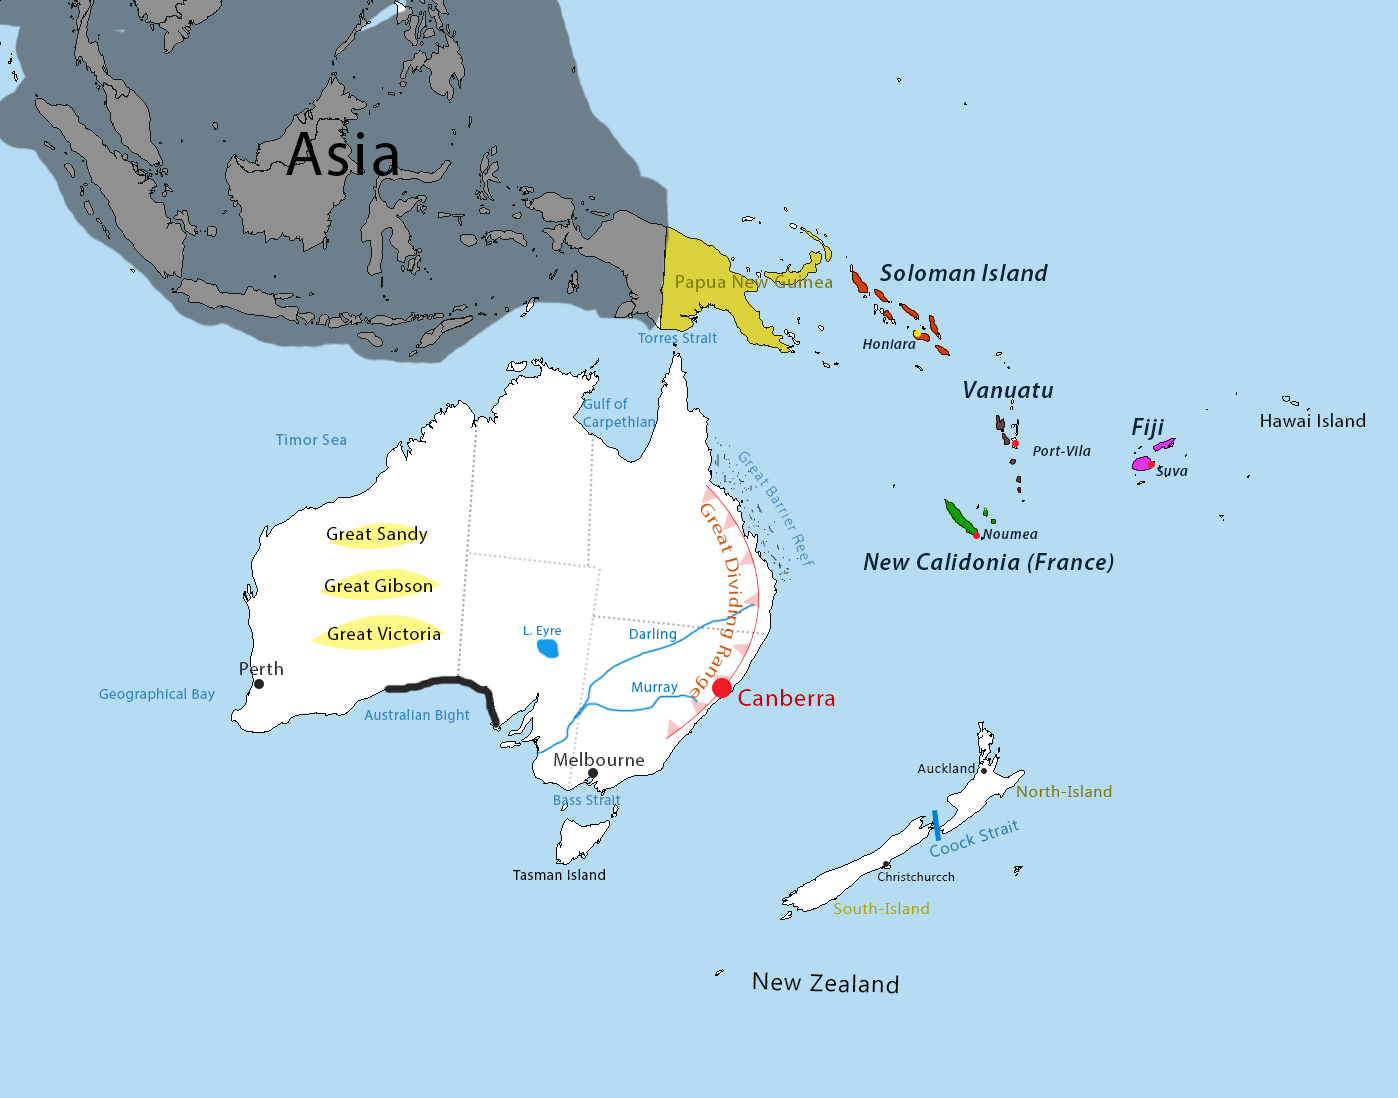 Asia
Soloman Island
Papua New Guinea
Torres Strait
Honiara
Vanuatu
Gulf of
Carpethian
Hawai Island
Fiji
Timor Sea
Port-Vila
Great Barrier Reef
Suva
Great Sandy
Great Dividing Range
Noumea
New Calidonia (France)
Great Gibson
Great Victoria
L. Eyre
Darling
Perth
Murray
Geographical Bay
Canberra
Australian Bight
Melbourne
Auckland
North-Island
Bass Strait
Coock Strait
Tasman Island
Christchurcch
South-Island
New Zealand